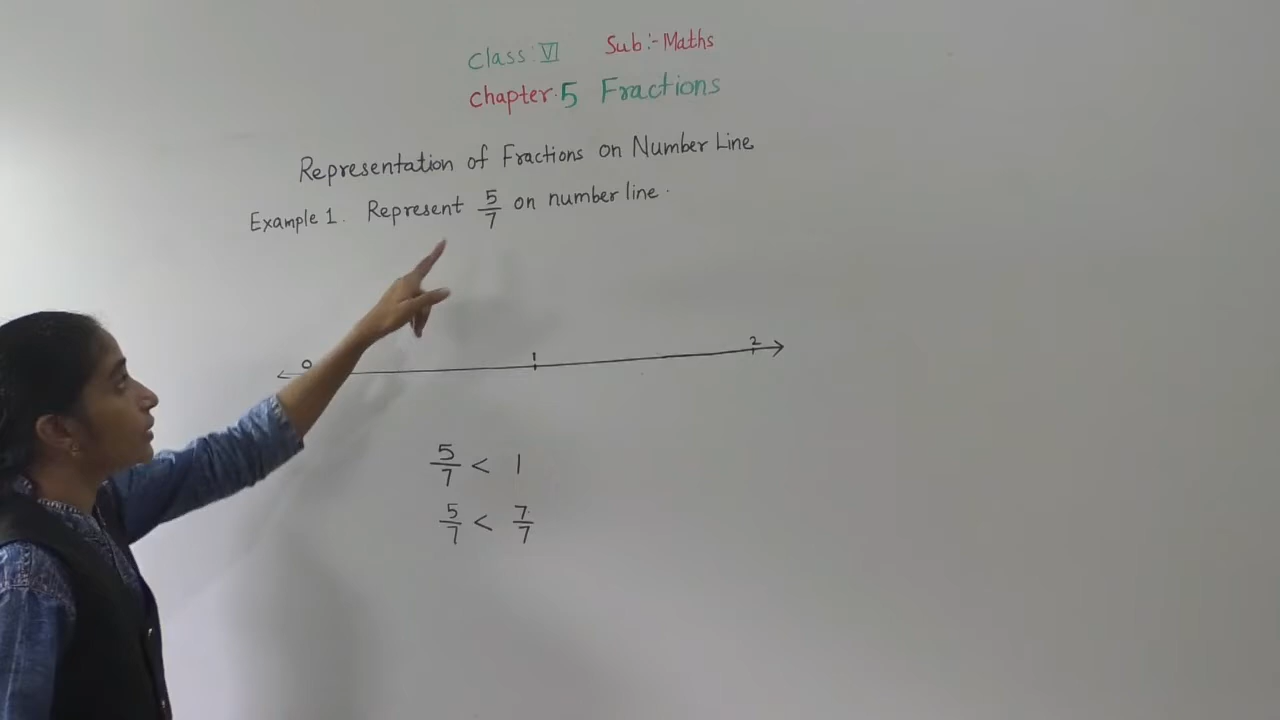 Class: VI Sub:- Maths
Chapter. 5 Fractions
Representation of Fractions on Number Line
Example 1. Represent 5/7 on number line.
0 1 2
5/7 < 1
5/7 < 7/7